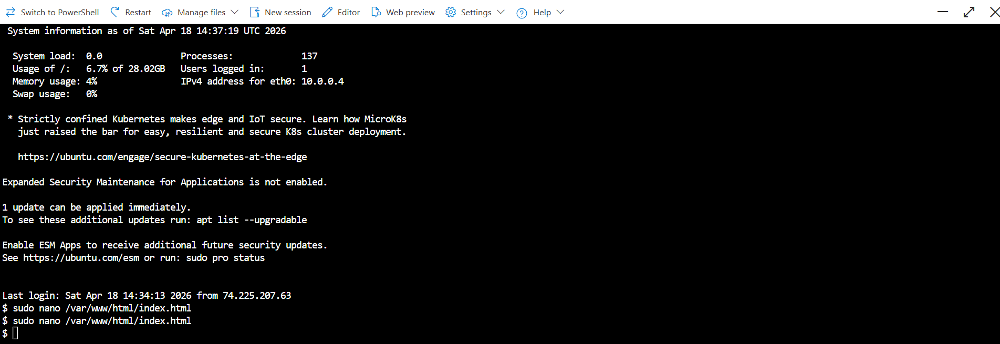 Switch to PowerShell Restart Manage files New session Editor Web preview Settings Help
System information as of Sat Apr 18 14:37:19 UTC 2026
System load: 0.0 Processes: 137
Usage of /: 6.7% of 28.02GB Users logged in: 1
Memory usage: 4% IPv4 address for eth0: 10.0.0.4
Swap usage: 0%
* Strictly confined Kubernetes makes edge and IoT secure. Learn how MicroK8s
just raised the bar for easy, resilient and secure K8s cluster deployment.
https://ubuntu.com/engage/secure-kubernetes-at-the-edge
Expanded Security Maintenance for Applications is not enabled.
1 update can be applied immediately.
To see these additional updates run: apt list --upgradable
Enable ESM Apps to receive additional future security updates.
See https://ubuntu.com/esm or run: sudo pro status
Last login: Sat Apr 18 14:34:13 2026 from 74.225.207.63
$ sudo nano /var/www/html/index.html
$ sudo nano /var/www/html/index.html
$